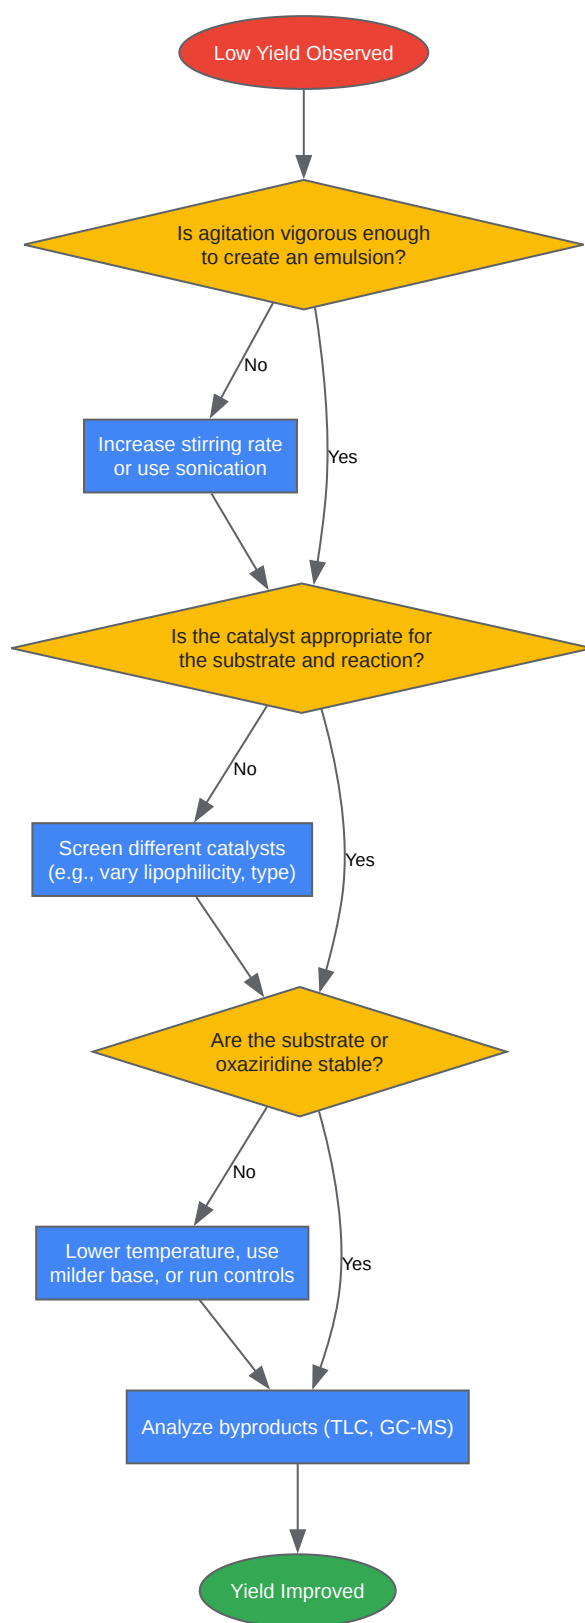 Low Yield Observed
Is agitation vigorous enough
to create an emulsion?
No
Increase stirring rate
or use sonication
Yes
Is the catalyst appropriate for
the substrate and reaction?
No
Screen different catalysts
(e.g., vary lipophilicity, type)
Yes
Are the substrate or
oxaziridine stable?
No
Lower temperature, use
milder base, or run controls
Yes
Analyze byproducts (TLC, GC-MS)
Yield Improved